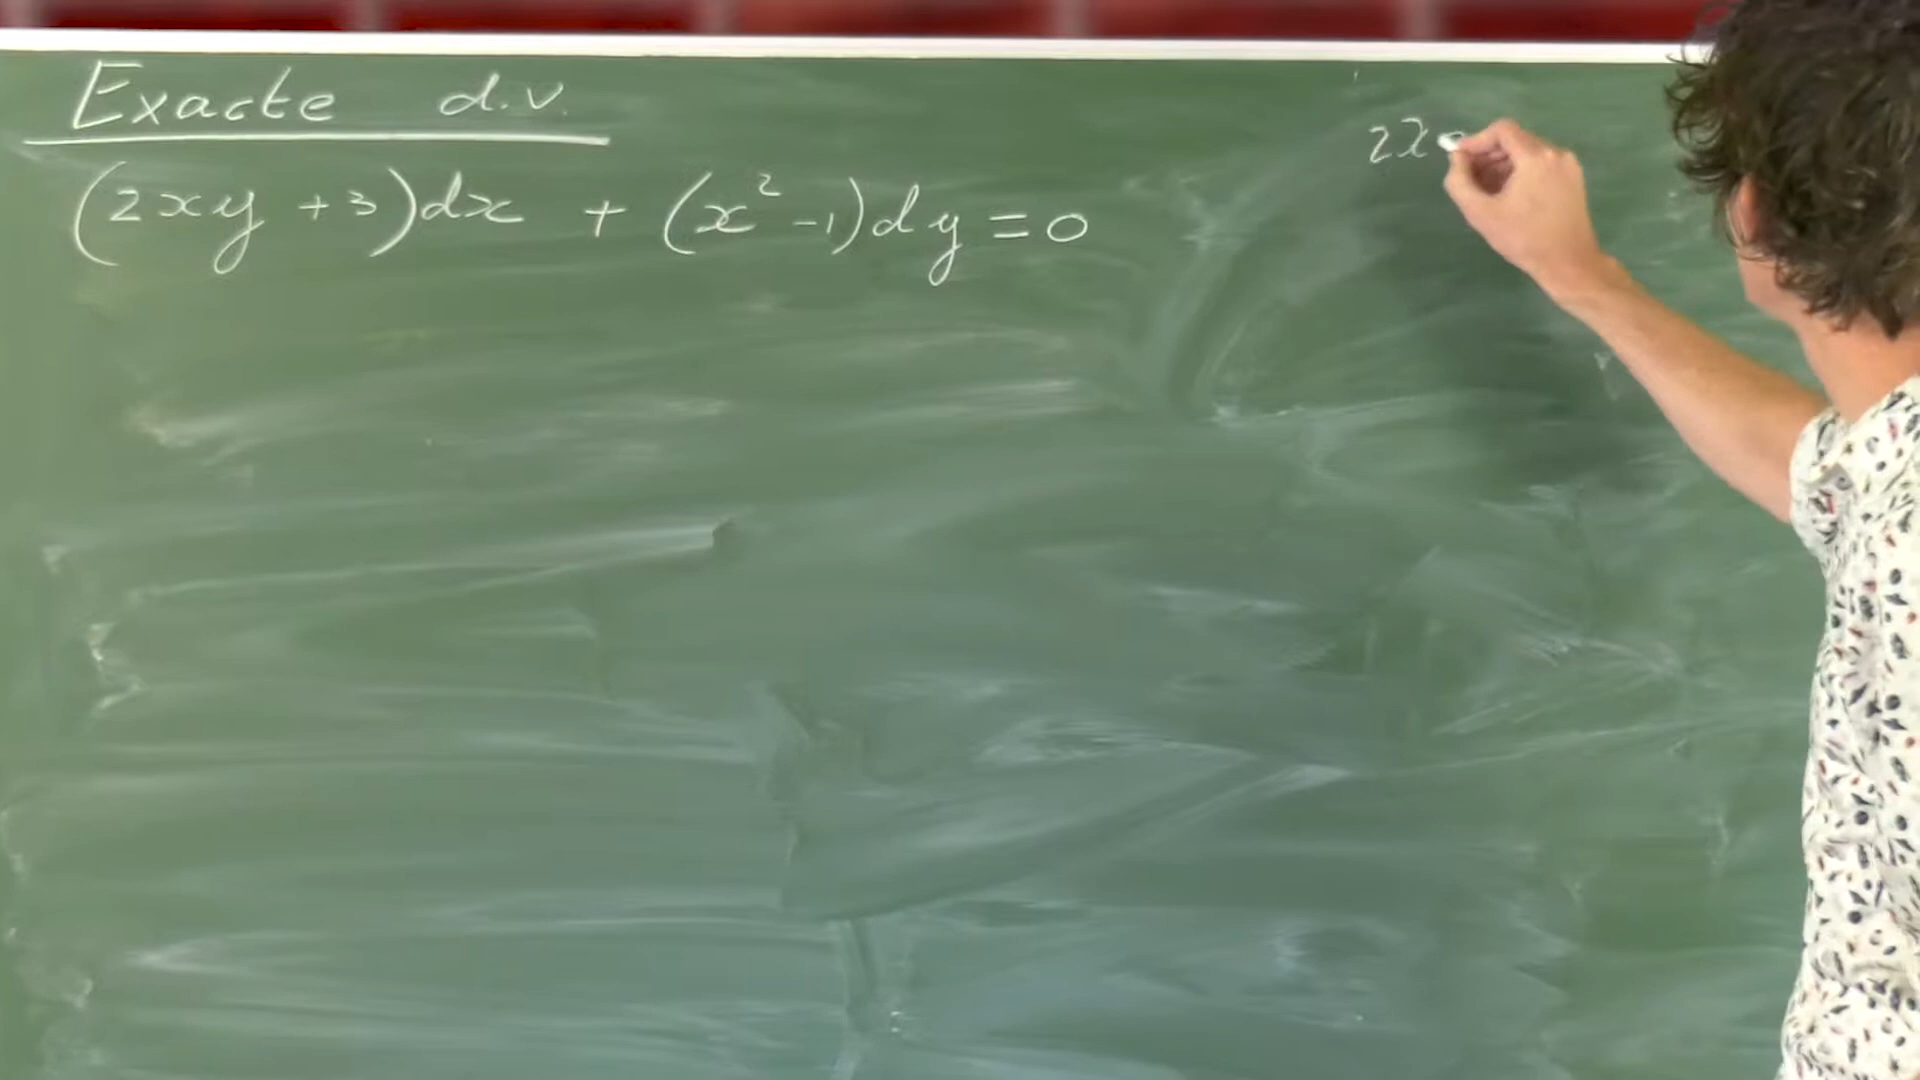 Exacte d.v.
(2xy + 3)dx + (x² - 1)dy = 0
2x